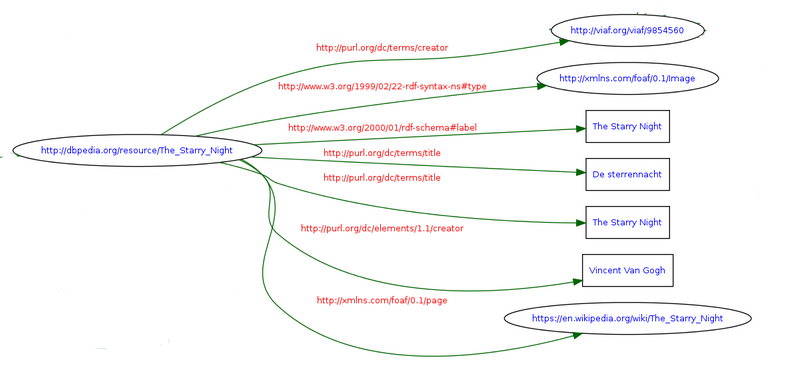 http://viaf.org/viaf/9854560
http://purl.org/dc/terms/creator
http://xmlns.com/foaf/0.1/Image
http://www.w3.org/1999/02/22-rdf-syntax-ns#type
The Starry Night
http://www.w3.org/2000/01/rdf-schema#label
http://dbpedia.org/resource/The_Starry_Night
http://purl.org/dc/terms/title
De sterrennacht
http://purl.org/dc/terms/title
The Starry Night
http://purl.org/dc/elements/1.1/creator
Vincent Van Gogh
http://xmlns.com/foaf/0.1/page
https://en.wikipedia.org/wiki/The_Starry_Night